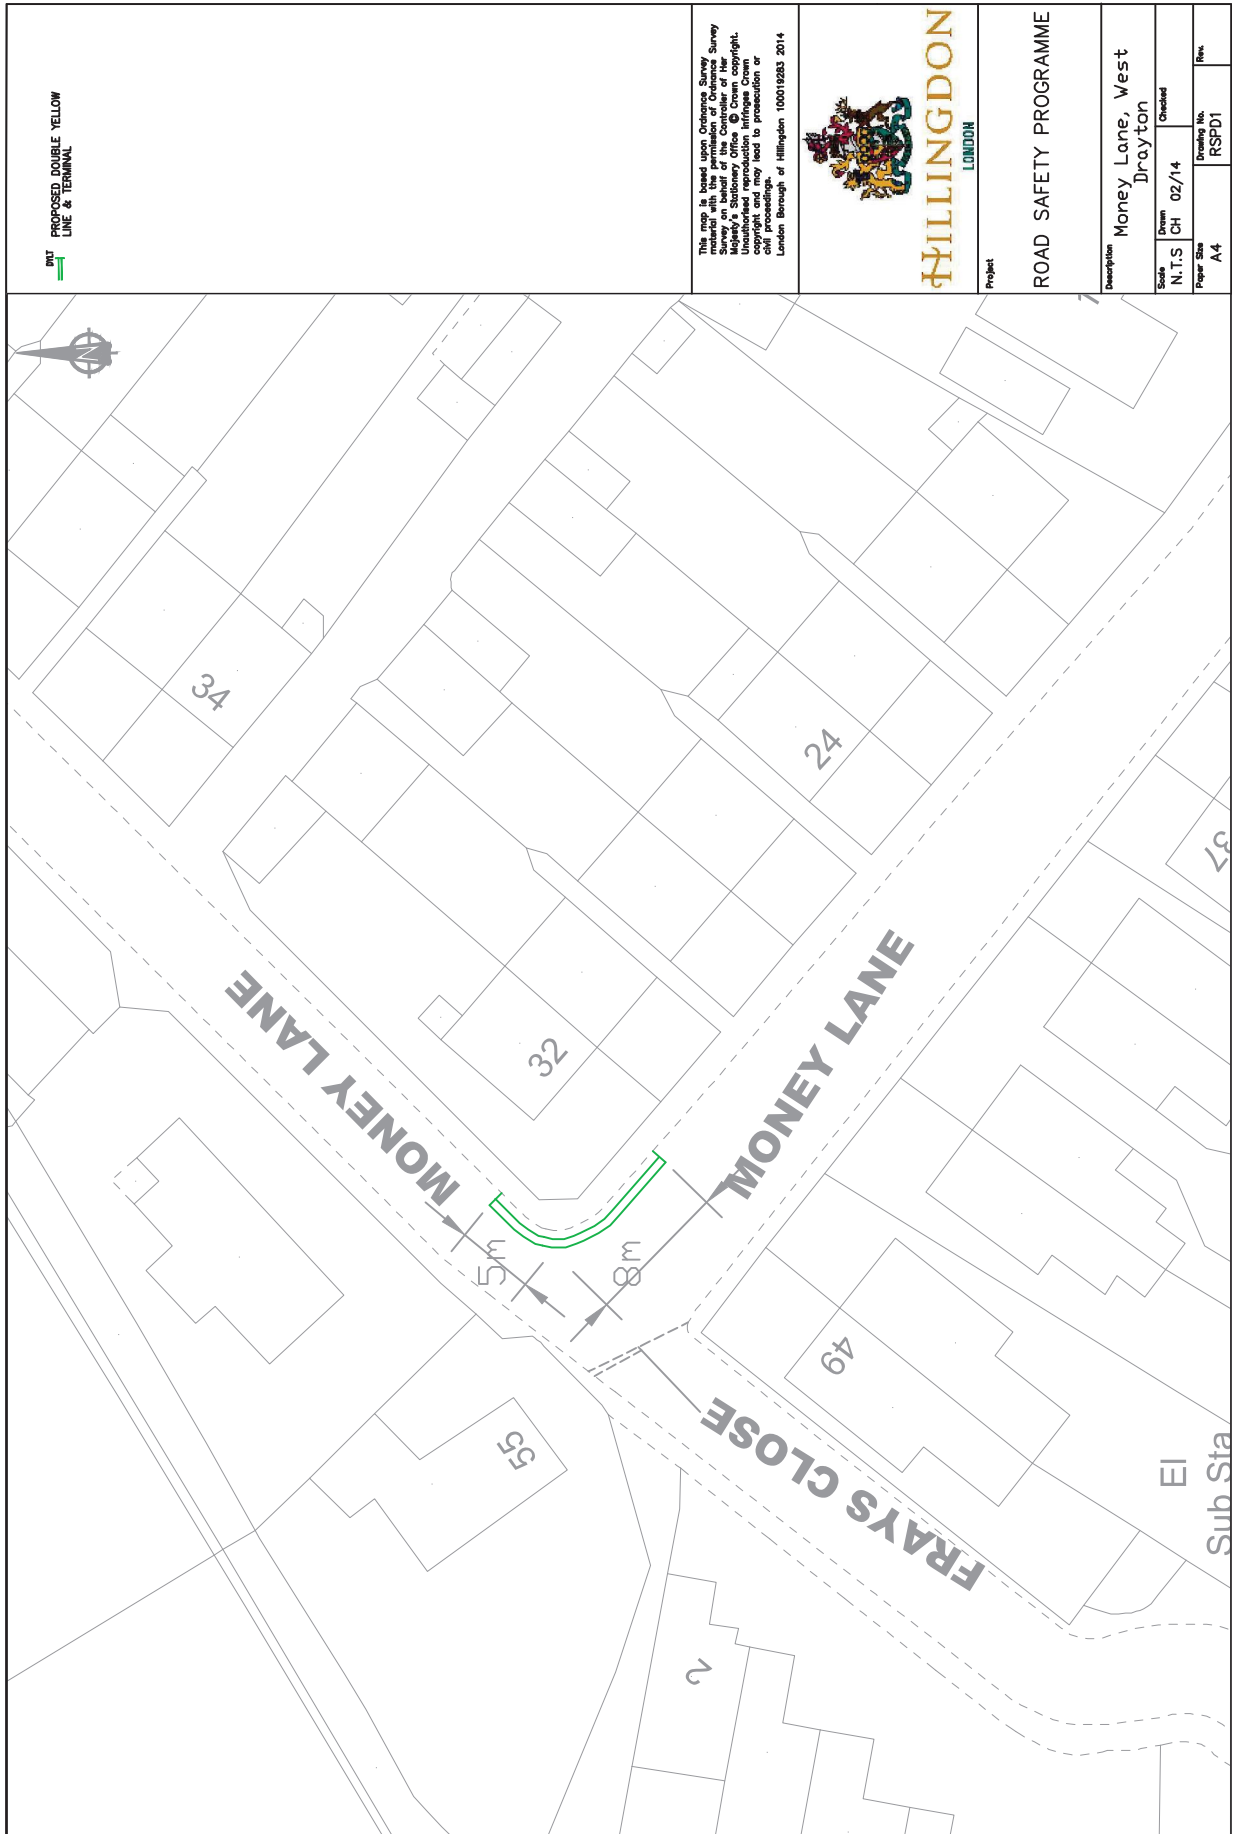 DYLT
PROPOSED DOUBLE YELLOW
LINE & TERMINAL
This map is based upon Ordnance Survey
material with the permission of Ordnance Survey
Survey on behalf of the Controller of Her
Majesty's Stationery Office © Crown copyright.
Unauthorised reproduction infringes Crown
copyright and may lead to prosecution or
civil proceedings.
London Borough of Hillingdon 100019283 2014
HILLINGDON
LONDON
Project
ROAD SAFETY PROGRAMME
Description
Money Lane, West
Drayton
Scale
N.T.S
Drawn
CH 02/14
Checked
Paper Size
A4
Drawing No.
RSPD1
Rev.
34
32
24
37
MONEY LANE
MONEY LANE
5m
8m
49
55
FRAYS CLOSE
2
El
Sub Sta